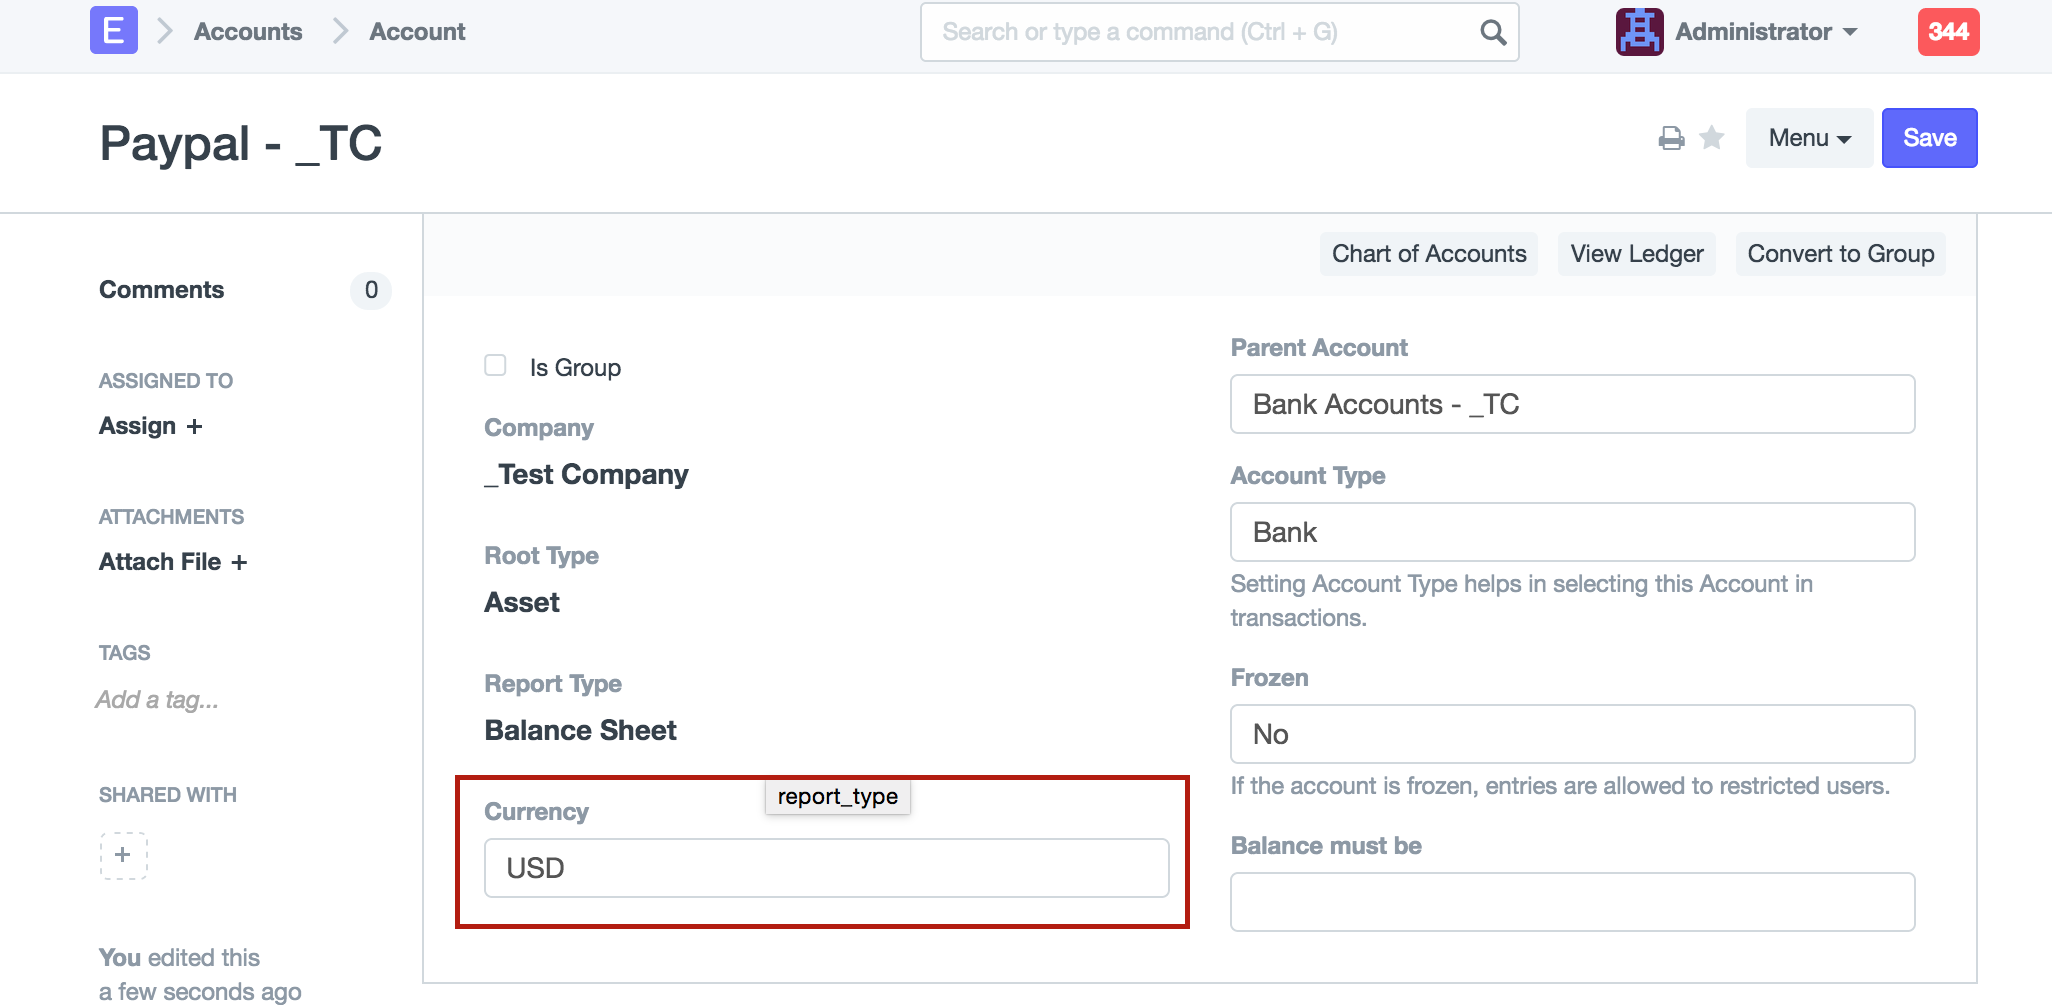 E
Accounts
Account
Search or type a command (Ctrl + G)
Administrator
344
Paypal - _TC
Menu
Save
Chart of Accounts
View Ledger
Convert to Group
Comments
0
ASSIGNED TO
Assign +
ATTACHMENTS
Attach File +
TAGS
Add a tag...
SHARED WITH
+
You edited this
a few seconds ago
Is Group
Company
_Test Company
Root Type
Asset
Report Type
Balance Sheet
report_type
Currency
USD
Parent Account
Bank Accounts - _TC
Account Type
Bank
Setting Account Type helps in selecting this Account in
transactions.
Frozen
No
If the account is frozen, entries are allowed to restricted users.
Balance must be